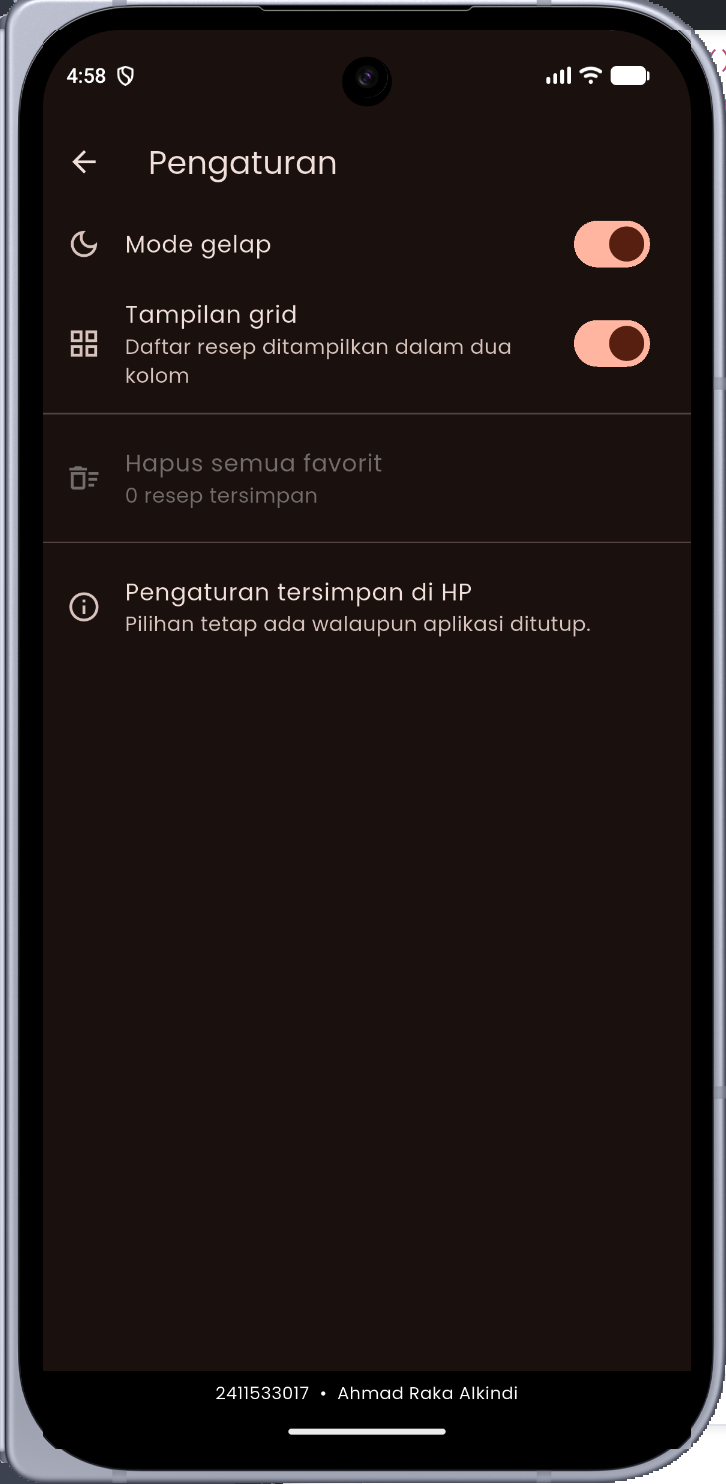 4:58
Pengaturan
Mode gelap
Tampilan grid
Daftar resep ditampilkan dalam dua
kolom
Hapus semua favorit
0 resep tersimpan
Pengaturan tersimpan di HP
Pilihan tetap ada walaupun aplikasi ditutup.
2411533017 • Ahmad Raka Alkindi